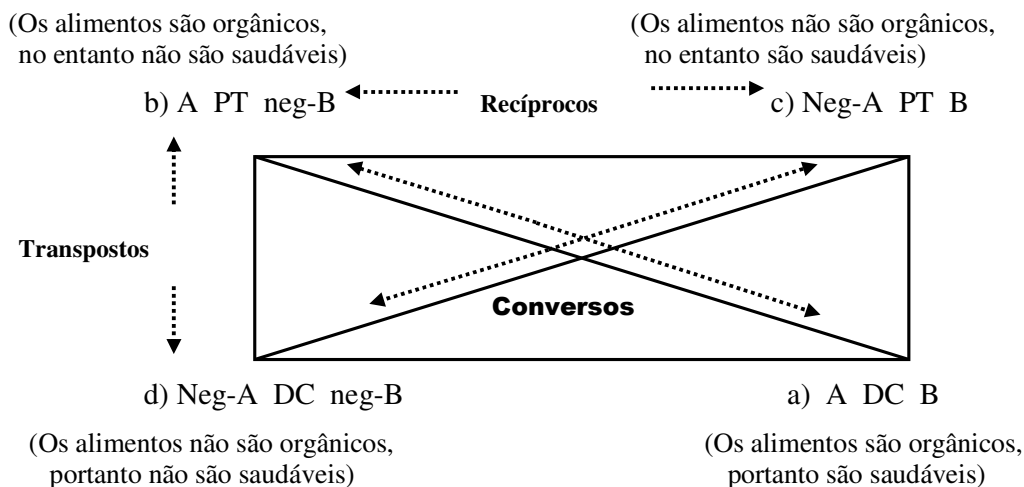 (Os alimentos são orgânicos,
no entanto não são saudáveis)
(Os alimentos não são orgânicos,
no entanto são saudáveis)
b) A PT neg-B
Recíprocos
c) Neg-A PT B
Transpostos
Conversos
d) Neg-A DC neg-B
a) A DC B
(Os alimentos não são orgânicos,
portanto não são saudáveis)
(Os alimentos são orgânicos,
portanto são saudáveis)